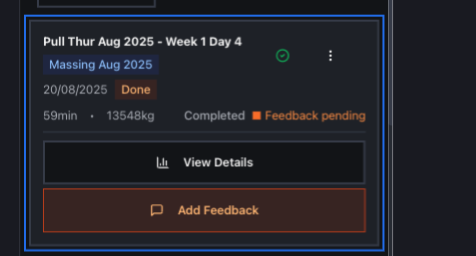 Pull Thur Aug 2025 - Week 1 Day 4
Massing Aug 2025
20/08/2025 Done
59min • 13548kg Completed Feedback pending
View Details
Add Feedback